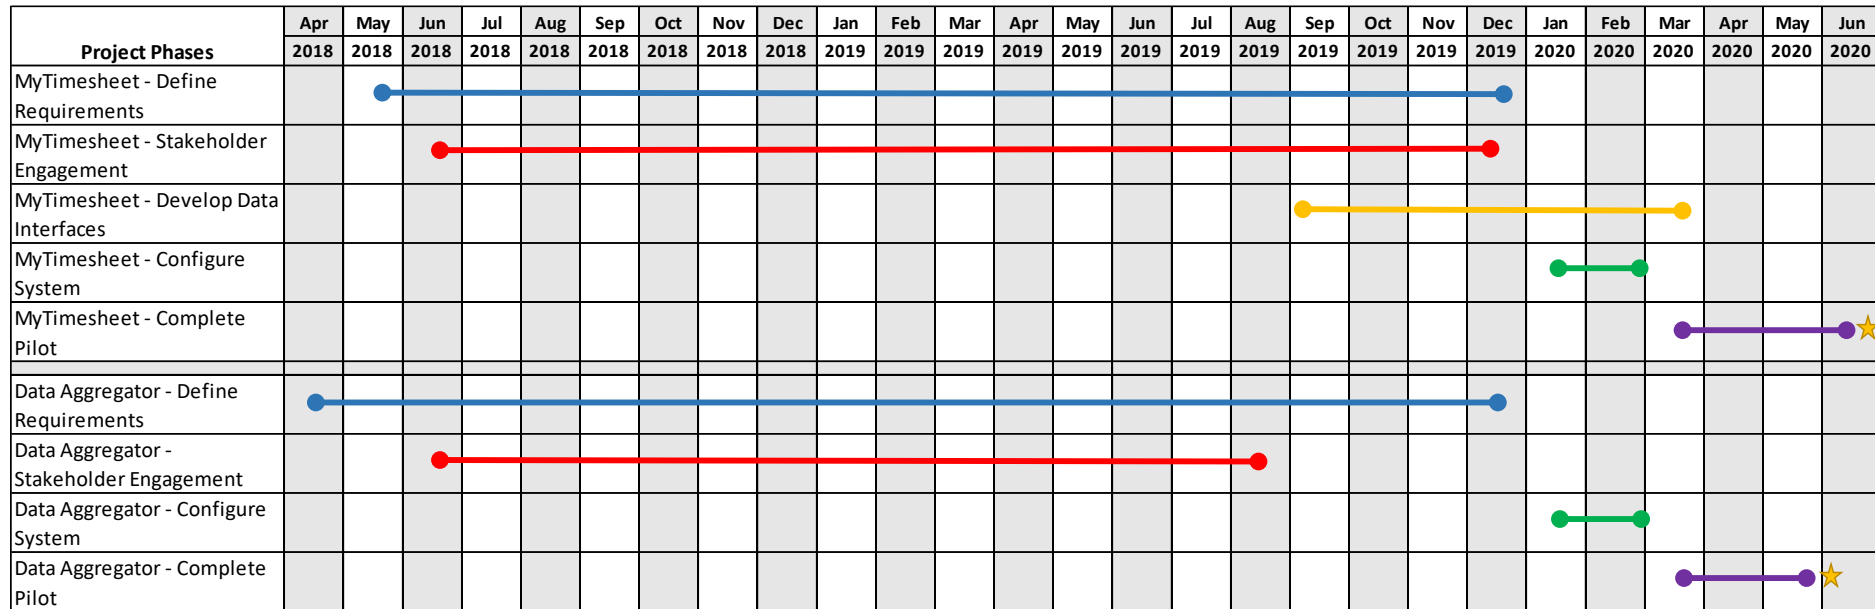 Apr May Jun Jul Aug Sep Oct Nov Dec Jan Feb Mar Apr May Jun Jul Aug Sep Oct Nov Dec Jan Feb Mar Apr May Jun
Project Phases 2018 2018 2018 2018 2018 2018 2018 2018 2018 2019 2019 2019 2019 2019 2019 2019 2019 2019 2019 2019 2019 2020 2020 2020 2020 2020 2020
MyTimesheet - Define
Requirements
MyTimesheet - Stakeholder
Engagement
MyTimesheet - Develop Data
Interfaces
MyTimesheet - Configure
System
MyTimesheet - Complete
Pilot
Data Aggregator - Define
Requirements
Data Aggregator -
Stakeholder Engagement
Data Aggregator - Configure
System
Data Aggregator - Complete
Pilot